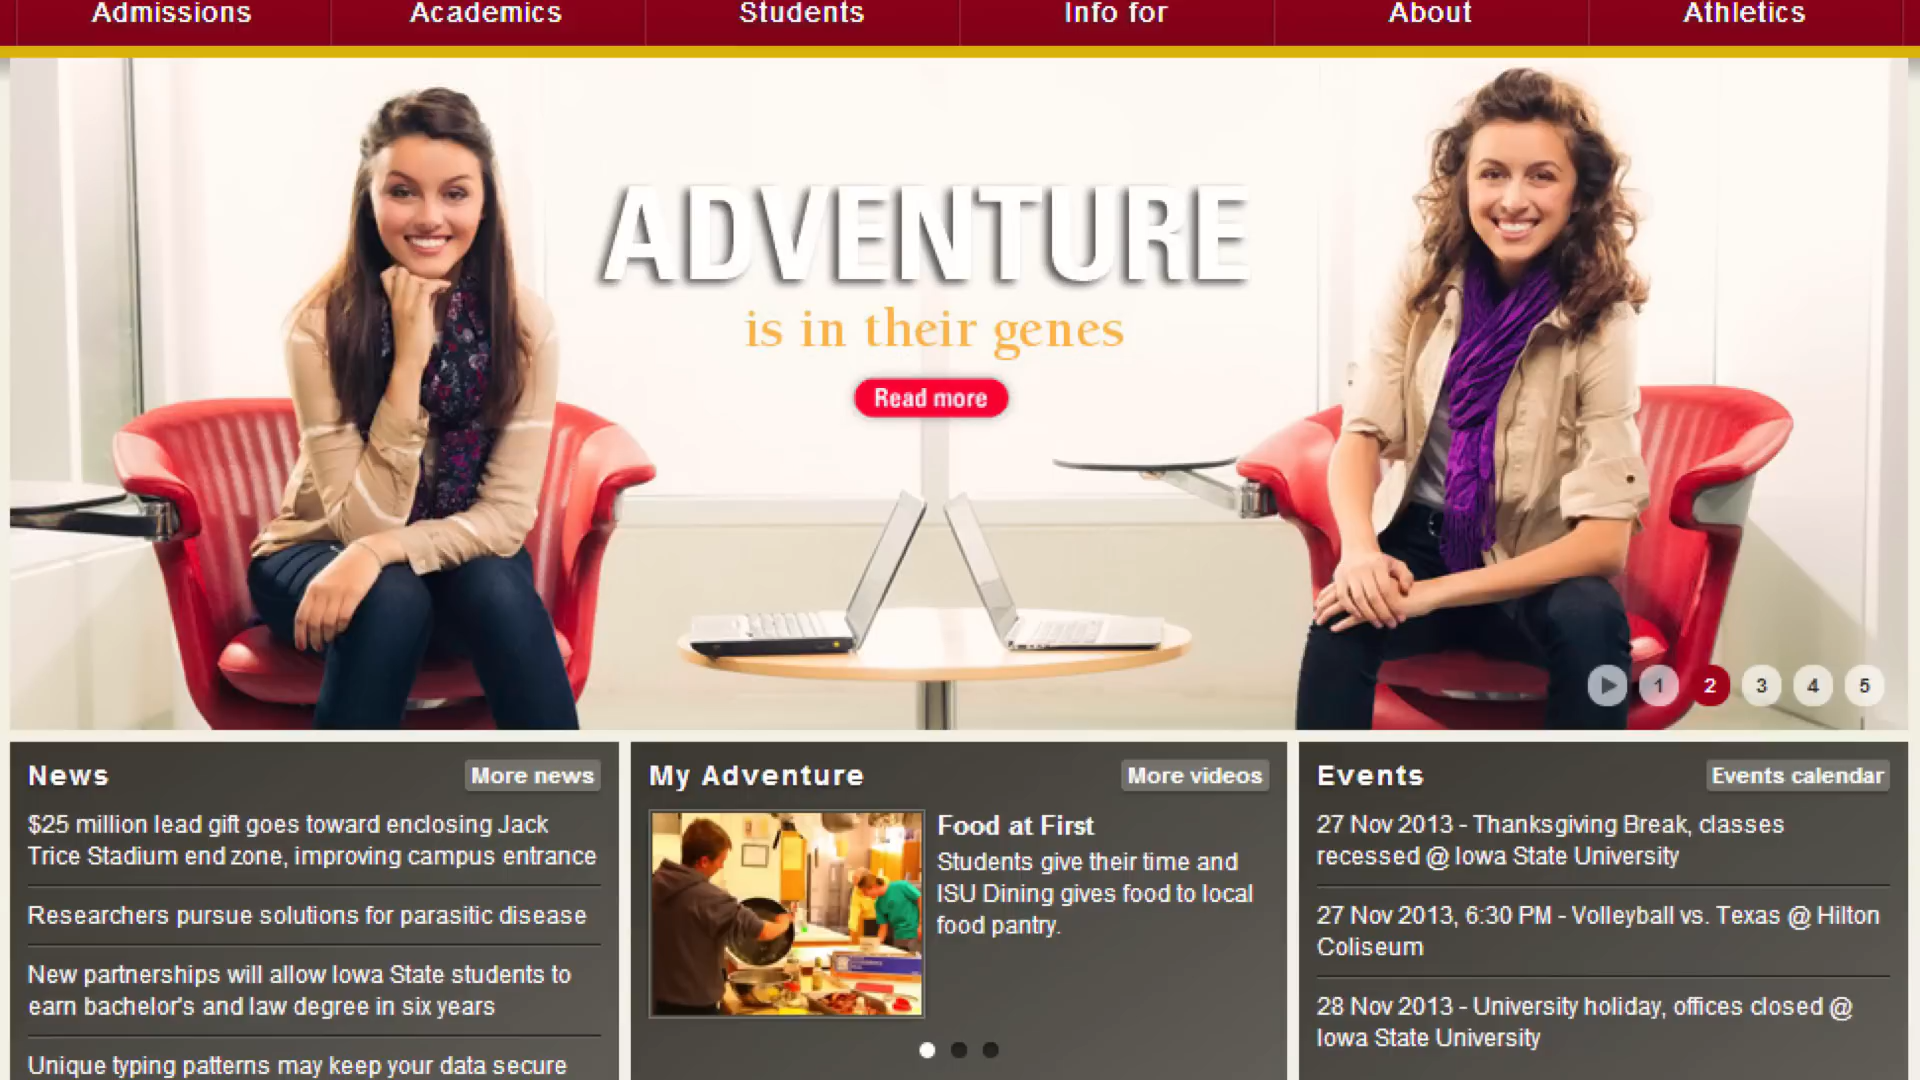 Admissions
Academics
Students
Info for
About
Athletics
ADVENTURE
is in their genes
Read more
1
2
3
4
5
News
More news
$25 million lead gift goes toward enclosing Jack
Trice Stadium end zone, improving campus entrance
Researchers pursue solutions for parasitic disease
New partnerships will allow Iowa State students to
earn bachelor's and law degree in six years
Unique typing patterns may keep your data secure
My Adventure
More videos
Food at First
Students give their time and
ISU Dining gives food to local
food pantry.
Events
Events calendar
27 Nov 2013 - Thanksgiving Break, classes
recessed @ Iowa State University
27 Nov 2013, 6:30 PM - Volleyball vs. Texas @ Hilton
Coliseum
28 Nov 2013 - University holiday, offices closed @
Iowa State University